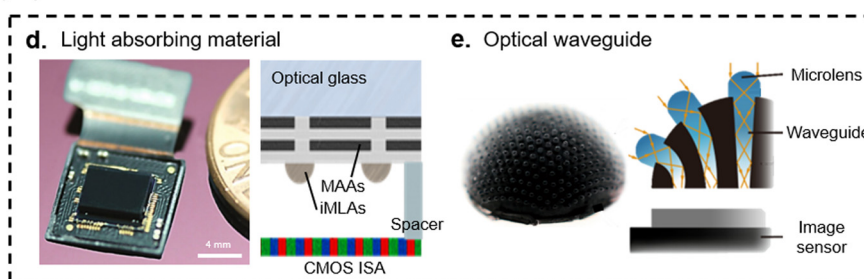 d. Light absorbing material
Optical glass
MAAs
iMLAs
Spacer
CMOS ISA
4 mm
e. Optical waveguide
Microlens
Waveguide
Image
sensor